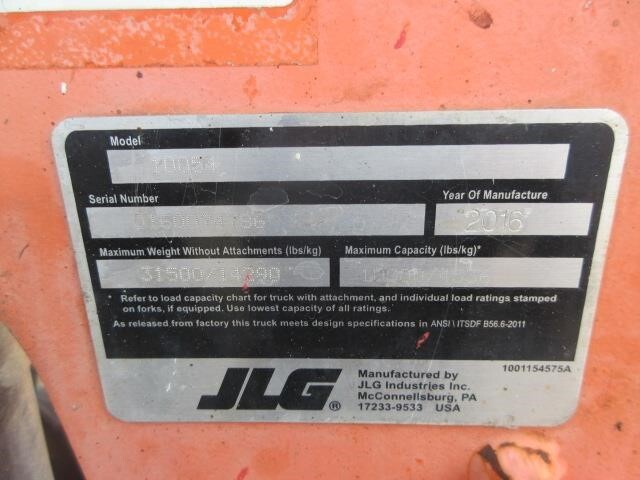 Model
Serial Number
Year Of Manufacture
2016
Maximum Weight Without Attachments (lbs/kg)
Maximum Capacity (lbs/kg)*
31500/14290
* Refer to load capacity chart for truck with attachment, and individual load ratings stamped
on forks, if equipped. Use lowest capacity of all ratings.
As released from factory this truck meets design specifications in ANSI \ ITSDF B56.6-2011
JLG®
Manufactured by
JLG Industries Inc.
McConnellsburg, PA
17233-9533 USA
1001154575A